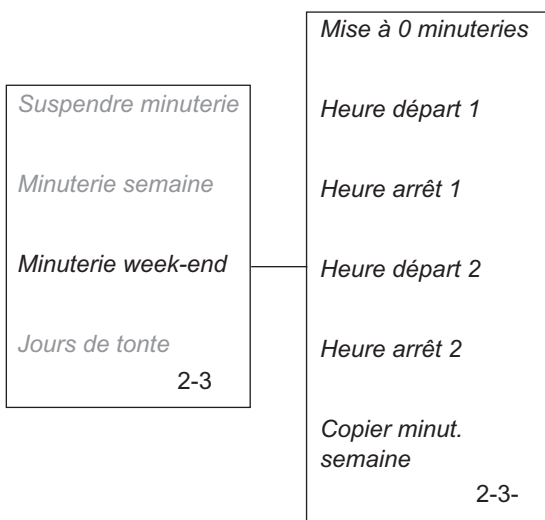 Suspendre minuterie
Minuterie semaine
Minuterie week-end
Jours de tonte
2-3
Mise à 0 minuteries
Heure départ 1
Heure arrêt 1
Heure départ 2
Heure arrêt 2
Copier minut.
semaine
2-3-